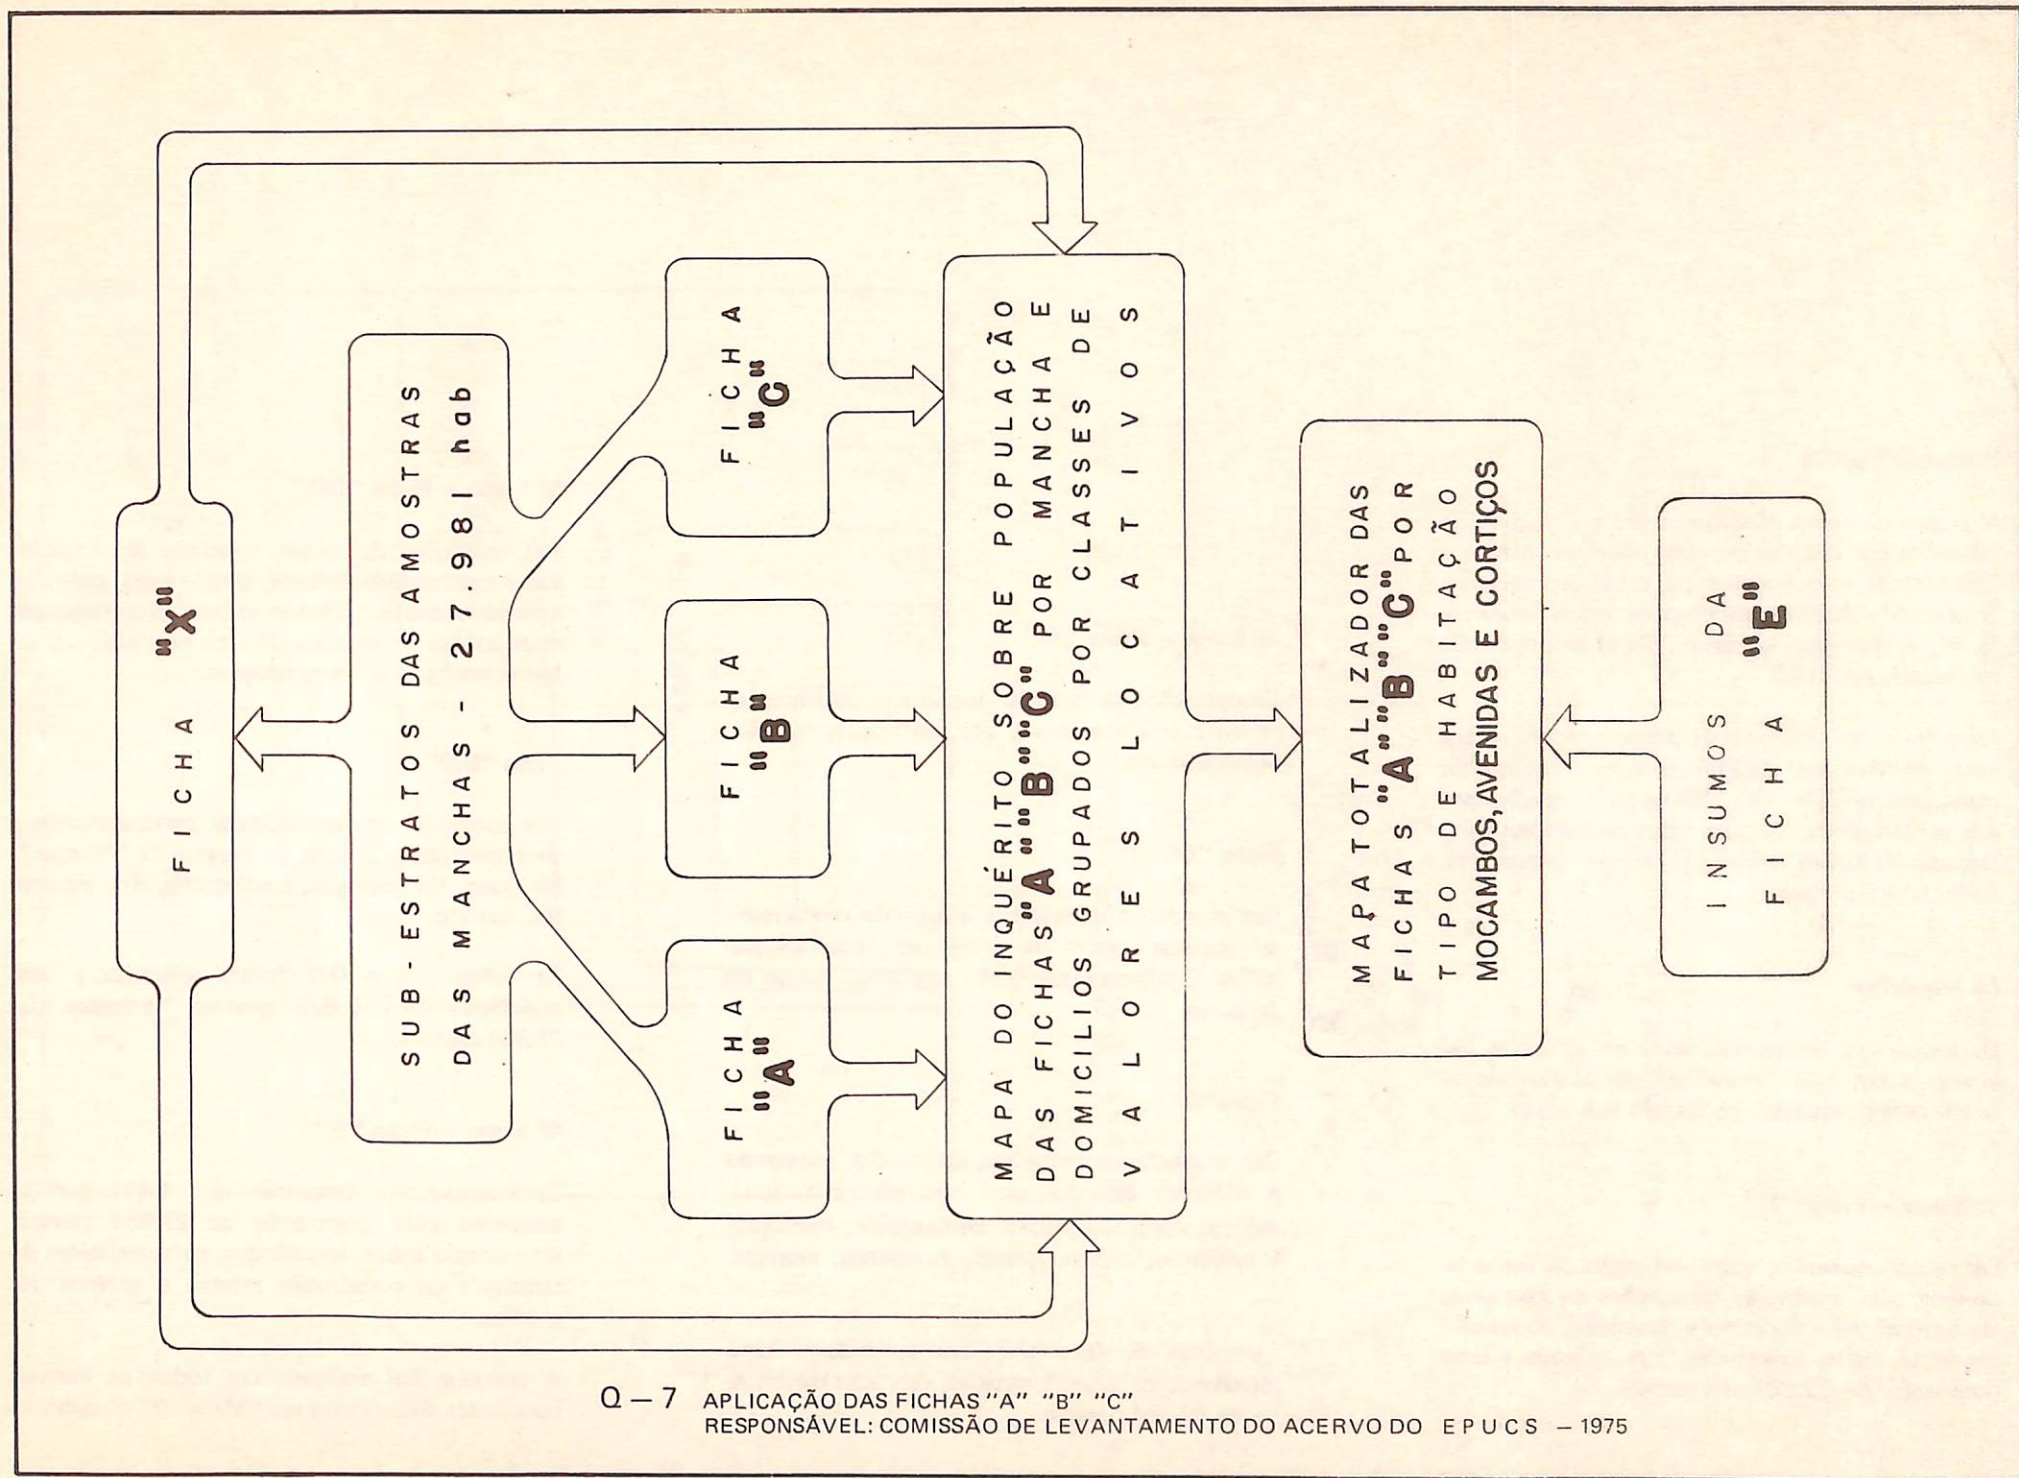 FICHA "X"
SUB-ESTRATOS DAS AMOSTRAS
DAS MANCHAS - 27.981 hab
FICHA
"A"
FICHA
"B"
FICHA
"C"
MAPA DO INQUÉRITO SOBRE POPULAÇÃO
DAS FICHAS "A" "B" "C" POR MANCHA E
DOMICILIOS GRUPADOS POR CLASSES DE
VALORES LOCATIVOS
MAPA TOTALIZADOR DAS
FICHAS "A" "B" "C" POR
TIPO DE HABITAÇÃO
MOCAMBOS, AVENIDAS E CORTIÇOS
INSUMOS DA
FICHA "E"
Q — 7 APLICAÇÃO DAS FICHAS "A" "B" "C"
RESPONSÁVEL: COMISSÃO DE LEVANTAMENTO DO ACERVO DO EPUCS — 1975